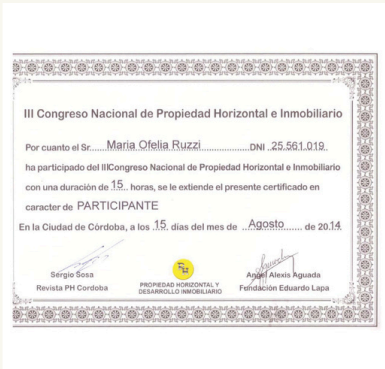 III Congreso Nacional de Propiedad Horizontal e Inmobiliario
Por cuanto el Sr......Maria Ofelia Ruzzi..............DNI ..25.561.019..
ha participado del IIICongreso Nacional de Propiedad Horizontal e Inmobiliario
con una duración de 15.. horas, se le extiende el presente certificado en
caracter de PARTICIPANTE
En la Ciudad de Córdoba, a los .15. días del mes de ...Agosto...... de 20.14
Sergio Sosa
Revista PH Cordoba
PROPIEDAD HORIZONTAL Y
DESARROLLO INMOBILIARIO
Angel Alexis Aguada
Fundación Eduardo Lapa